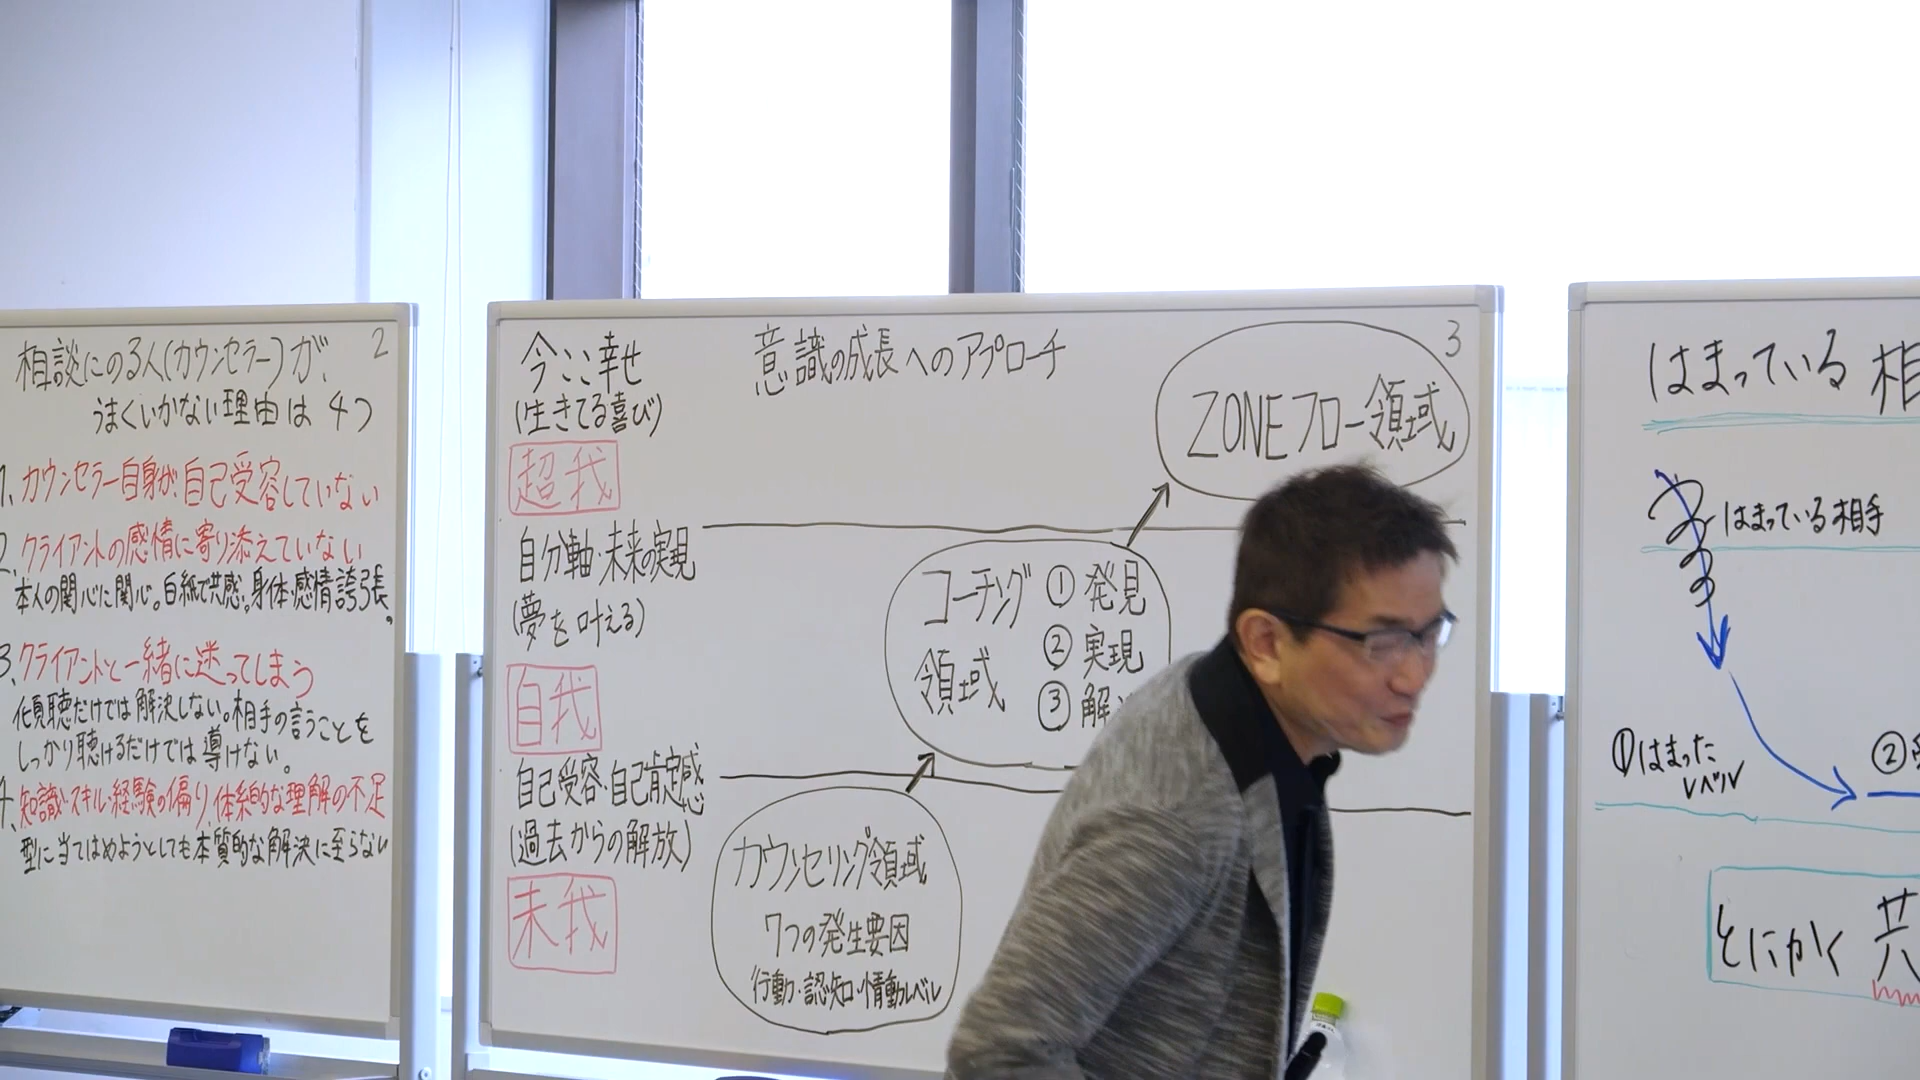 2
相談にのる人(カウンセラー)が、
うまくいかない理由は 4つ
1、カウンセラー自身が、自己受容していない
2、クライアントの感情に寄り添えていない
本人の関心に関心。白紙で共感。身体・感情誇張。
3、クライアントと一緒に迷ってしまう
傾聴だけでは解決しない。相手の言うことを
しっかり聴けるだけでは導けない。
4、知識・スキル・経験の偏り、体系的な理解の不足
型に当てはめようとしても本質的な解決に至らない
3
意識の成長へのアプローチ
今ここ幸せ
(生きてる喜び)
超我
ZONEフロー領域
自分軸・未来の実現
(夢を叶える)
コーチング
領域
① 発見
② 実現
③ 解
自我
自己受容・自己肯定感
(過去からの解放)
カウンセリング領域
7つの発生要因
行動・認知・情動レベル
未我
はまっている 相
はまっている相手
①はまった
レベル
②
とにかく 共